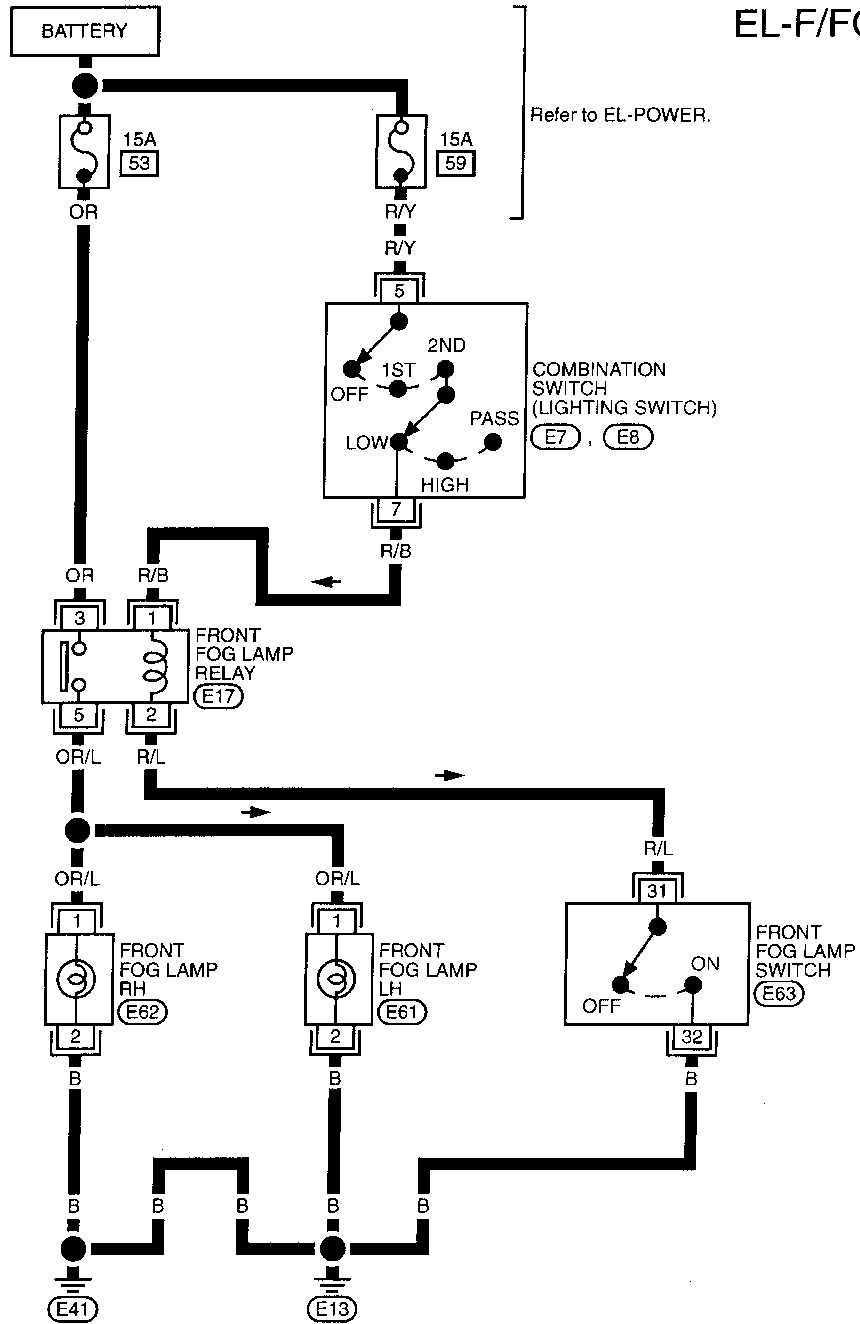 EL-F/FO
BATTERY
Refer to EL-POWER.
15A
53
15A
59
OR
R/Y
R/Y
5
2ND
1ST
OFF
PASS
LOW
HIGH
COMBINATION
SWITCH
(LIGHTING SWITCH)
E7 , E8
7
R/B
OR
R/B
3
1
FRONT
FOG LAMP
RELAY
E17
5
2
OR/L
R/L
R/L
OR/L
OR/L
31
1
1
FRONT
FOG LAMP
RH
E62
FRONT
FOG LAMP
LH
E61
ON
OFF
FRONT
FOG LAMP
SWITCH
E63
2
2
32
B
B
B
B
B
B
B
B
E41
E13